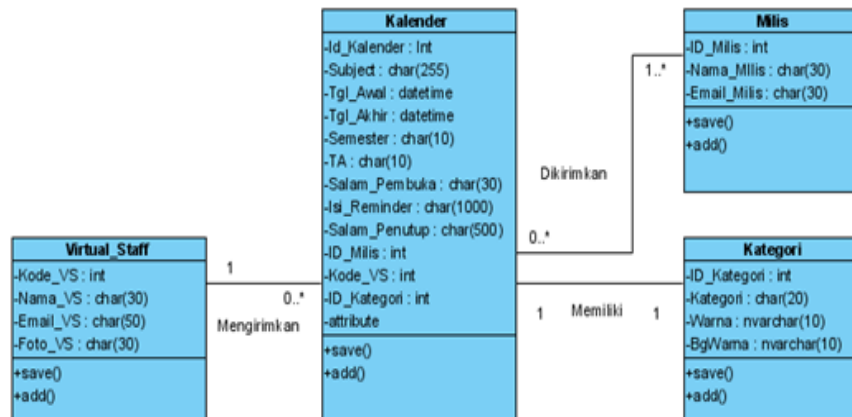 Kalender
-Id_Kalender : Int
-Subject : char(255)
-Tgl_Awal : datetime
-Tgl_Akhir : datetime
-Semester : char(10)
-TA : char(10)
-Salam_Pembuka : char(30)
-Isi_Reminder : char(1000)
-Salam_Penutup : char(500)
-ID_Milis : int
-Kode_VS : int
-ID_Kategori : int
-attribute
+save()
+add()
Milis
-ID_Milis : int
-Nama_MIlis : char(30)
-Email_Milis : char(30)
+save()
+add()
1..*
Dikirimkan
0..*
Virtual_Staff
-Kode_VS : int
-Nama_VS : char(30)
-Email_VS : char(50)
-Foto_VS : char(30)
+save()
+add()
1
0..*
Mengirimkan
Kategori
-ID_Kategori : int
-Kategori : char(20)
-Warna : nvarchar(10)
-BgWarna : nvarchar(10)
+save()
+add()
1 Memiliki 1